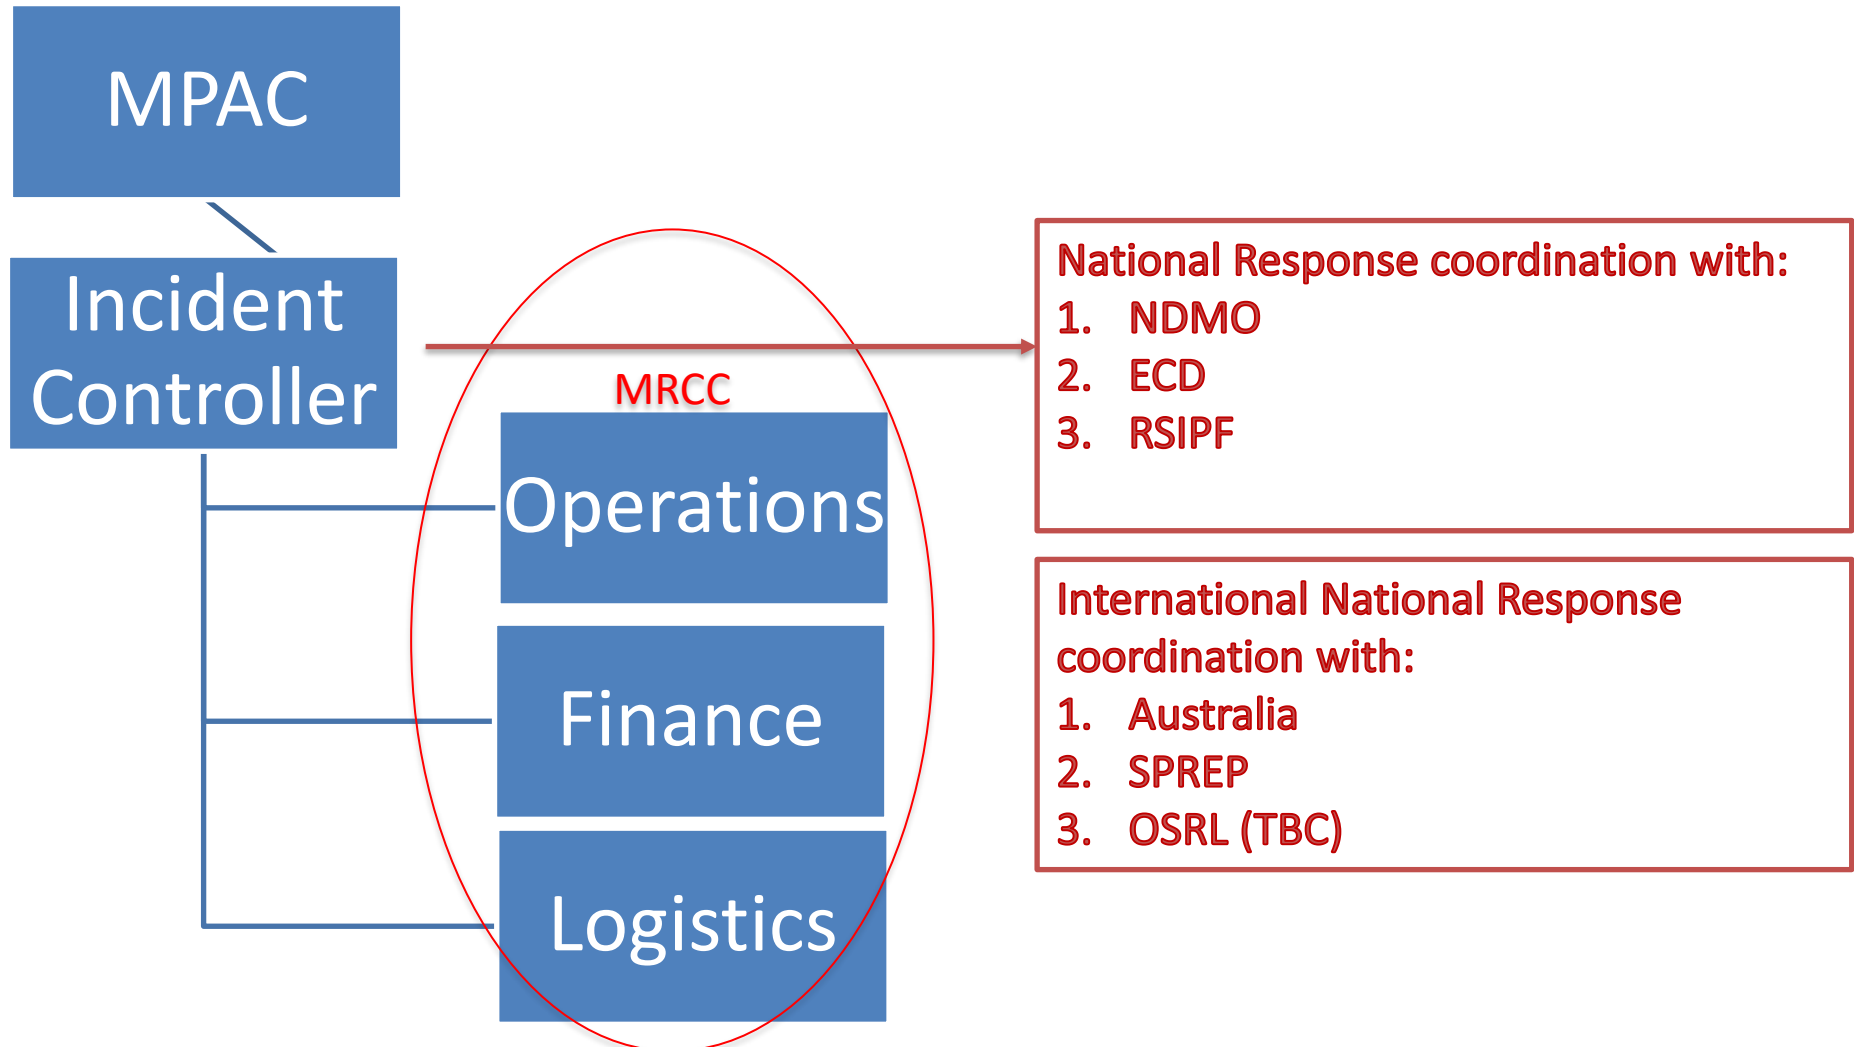 MPAC
Incident
Controller
MRCC
Operations
Finance
Logistics
National Response coordination with:
1. NDMO
2. ECD
3. RSIPF
International National Response
coordination with:
1. Australia
2. SPREP
3. OSRL (TBC)